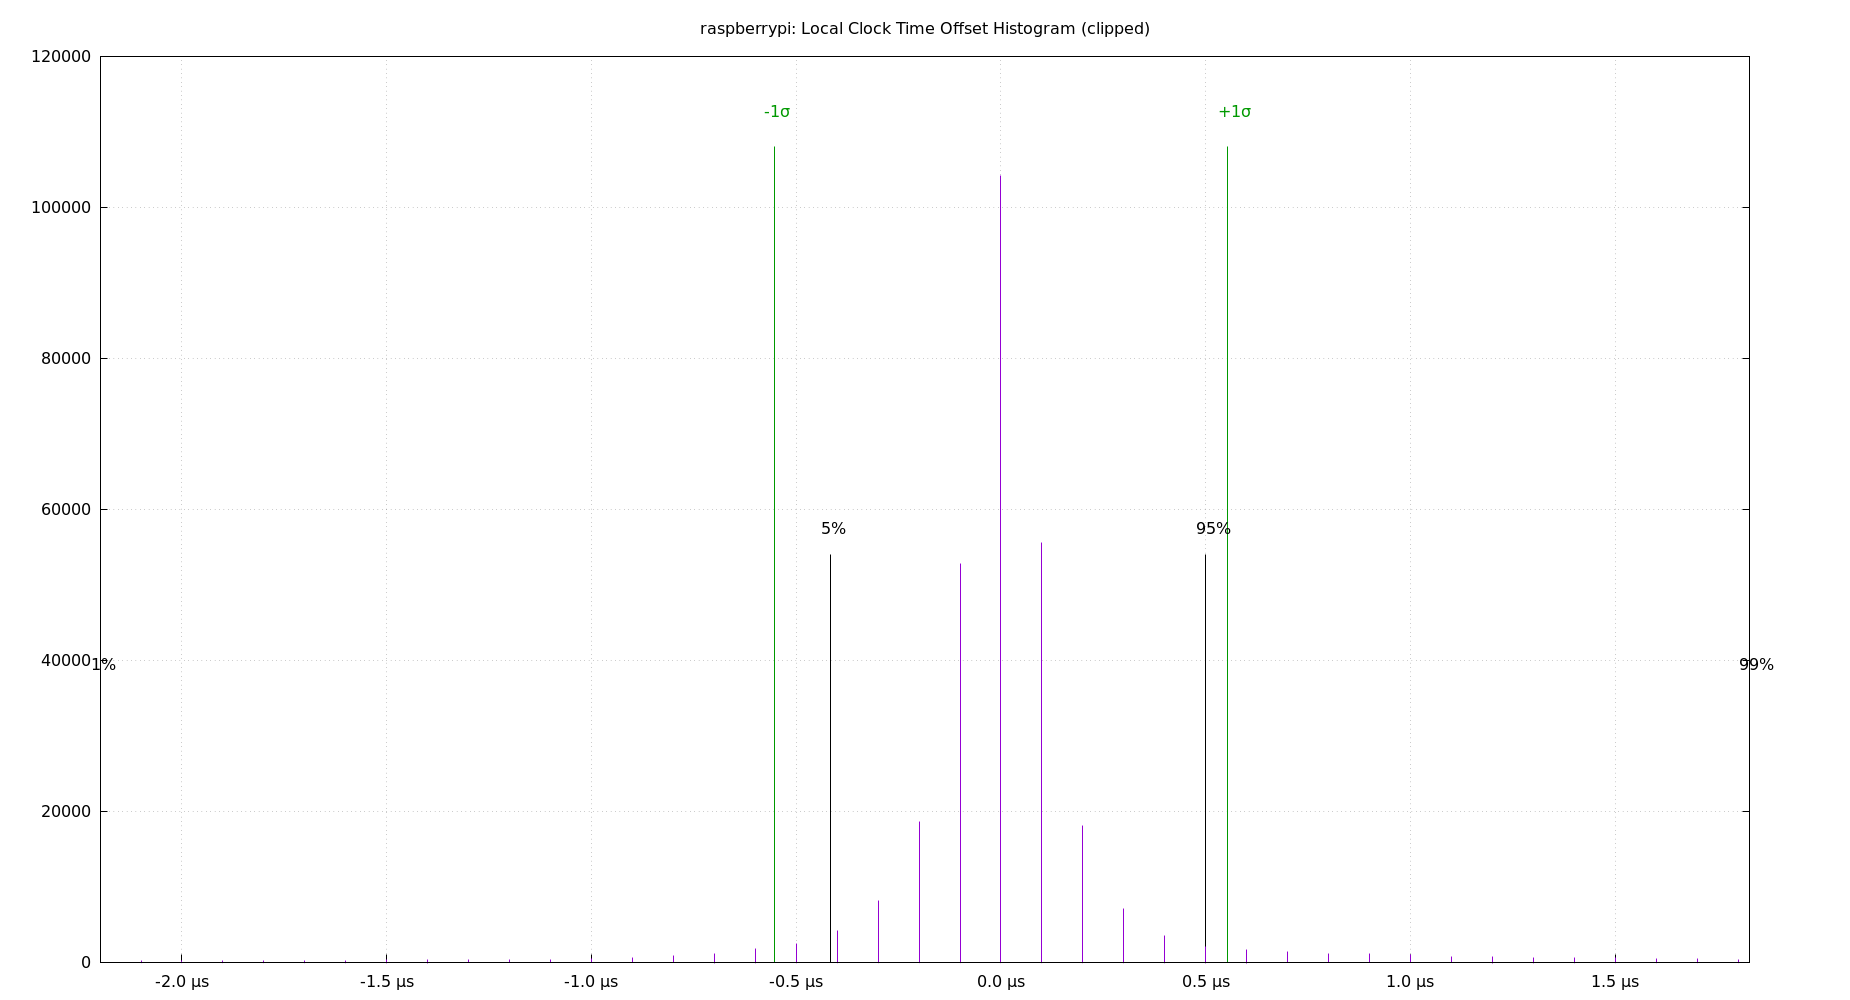 raspberrypi: Local Clock Time Offset Histogram (clipped)
120000
-1σ
+1σ
100000
80000
60000
5%
95%
40000
1%
99%
20000
0
-2.0 μs
-1.5 μs
-1.0 μs
-0.5 μs
0.0 μs
0.5 μs
1.0 μs
1.5 μs